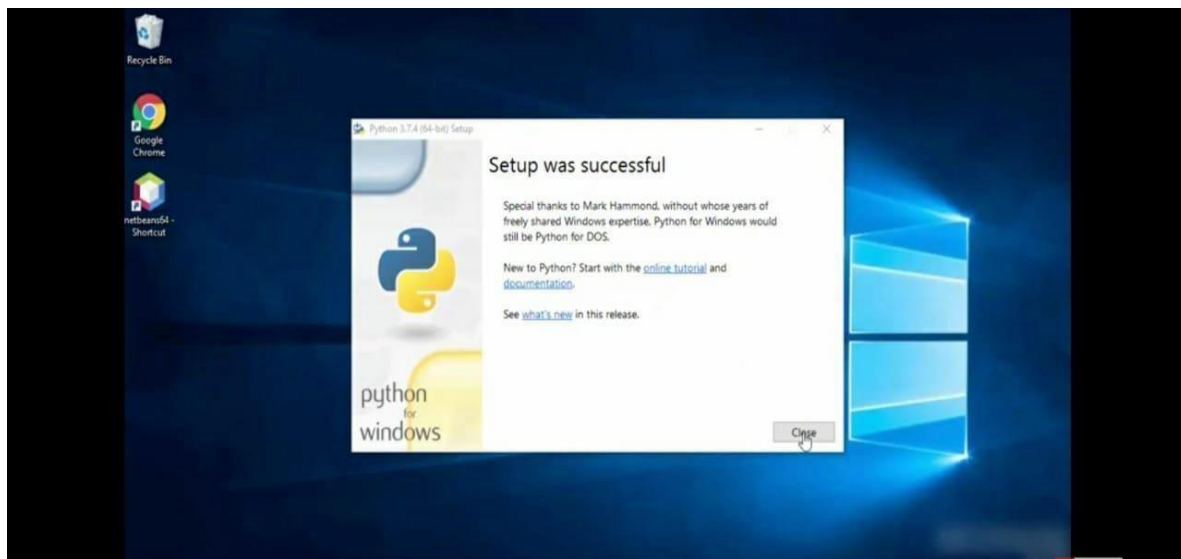 Recycle Bin
Google
Chrome
netbeans64 -
Shortcut
Python 3.7.4 (64-bit) Setup
Setup was successful
Special thanks to Mark Hammond, without whose years of
freely shared Windows expertise, Python for Windows would
still be Python for DOS.
New to Python? Start with the online tutorial and
documentation.
See what's new in this release.
python
for
windows
Close